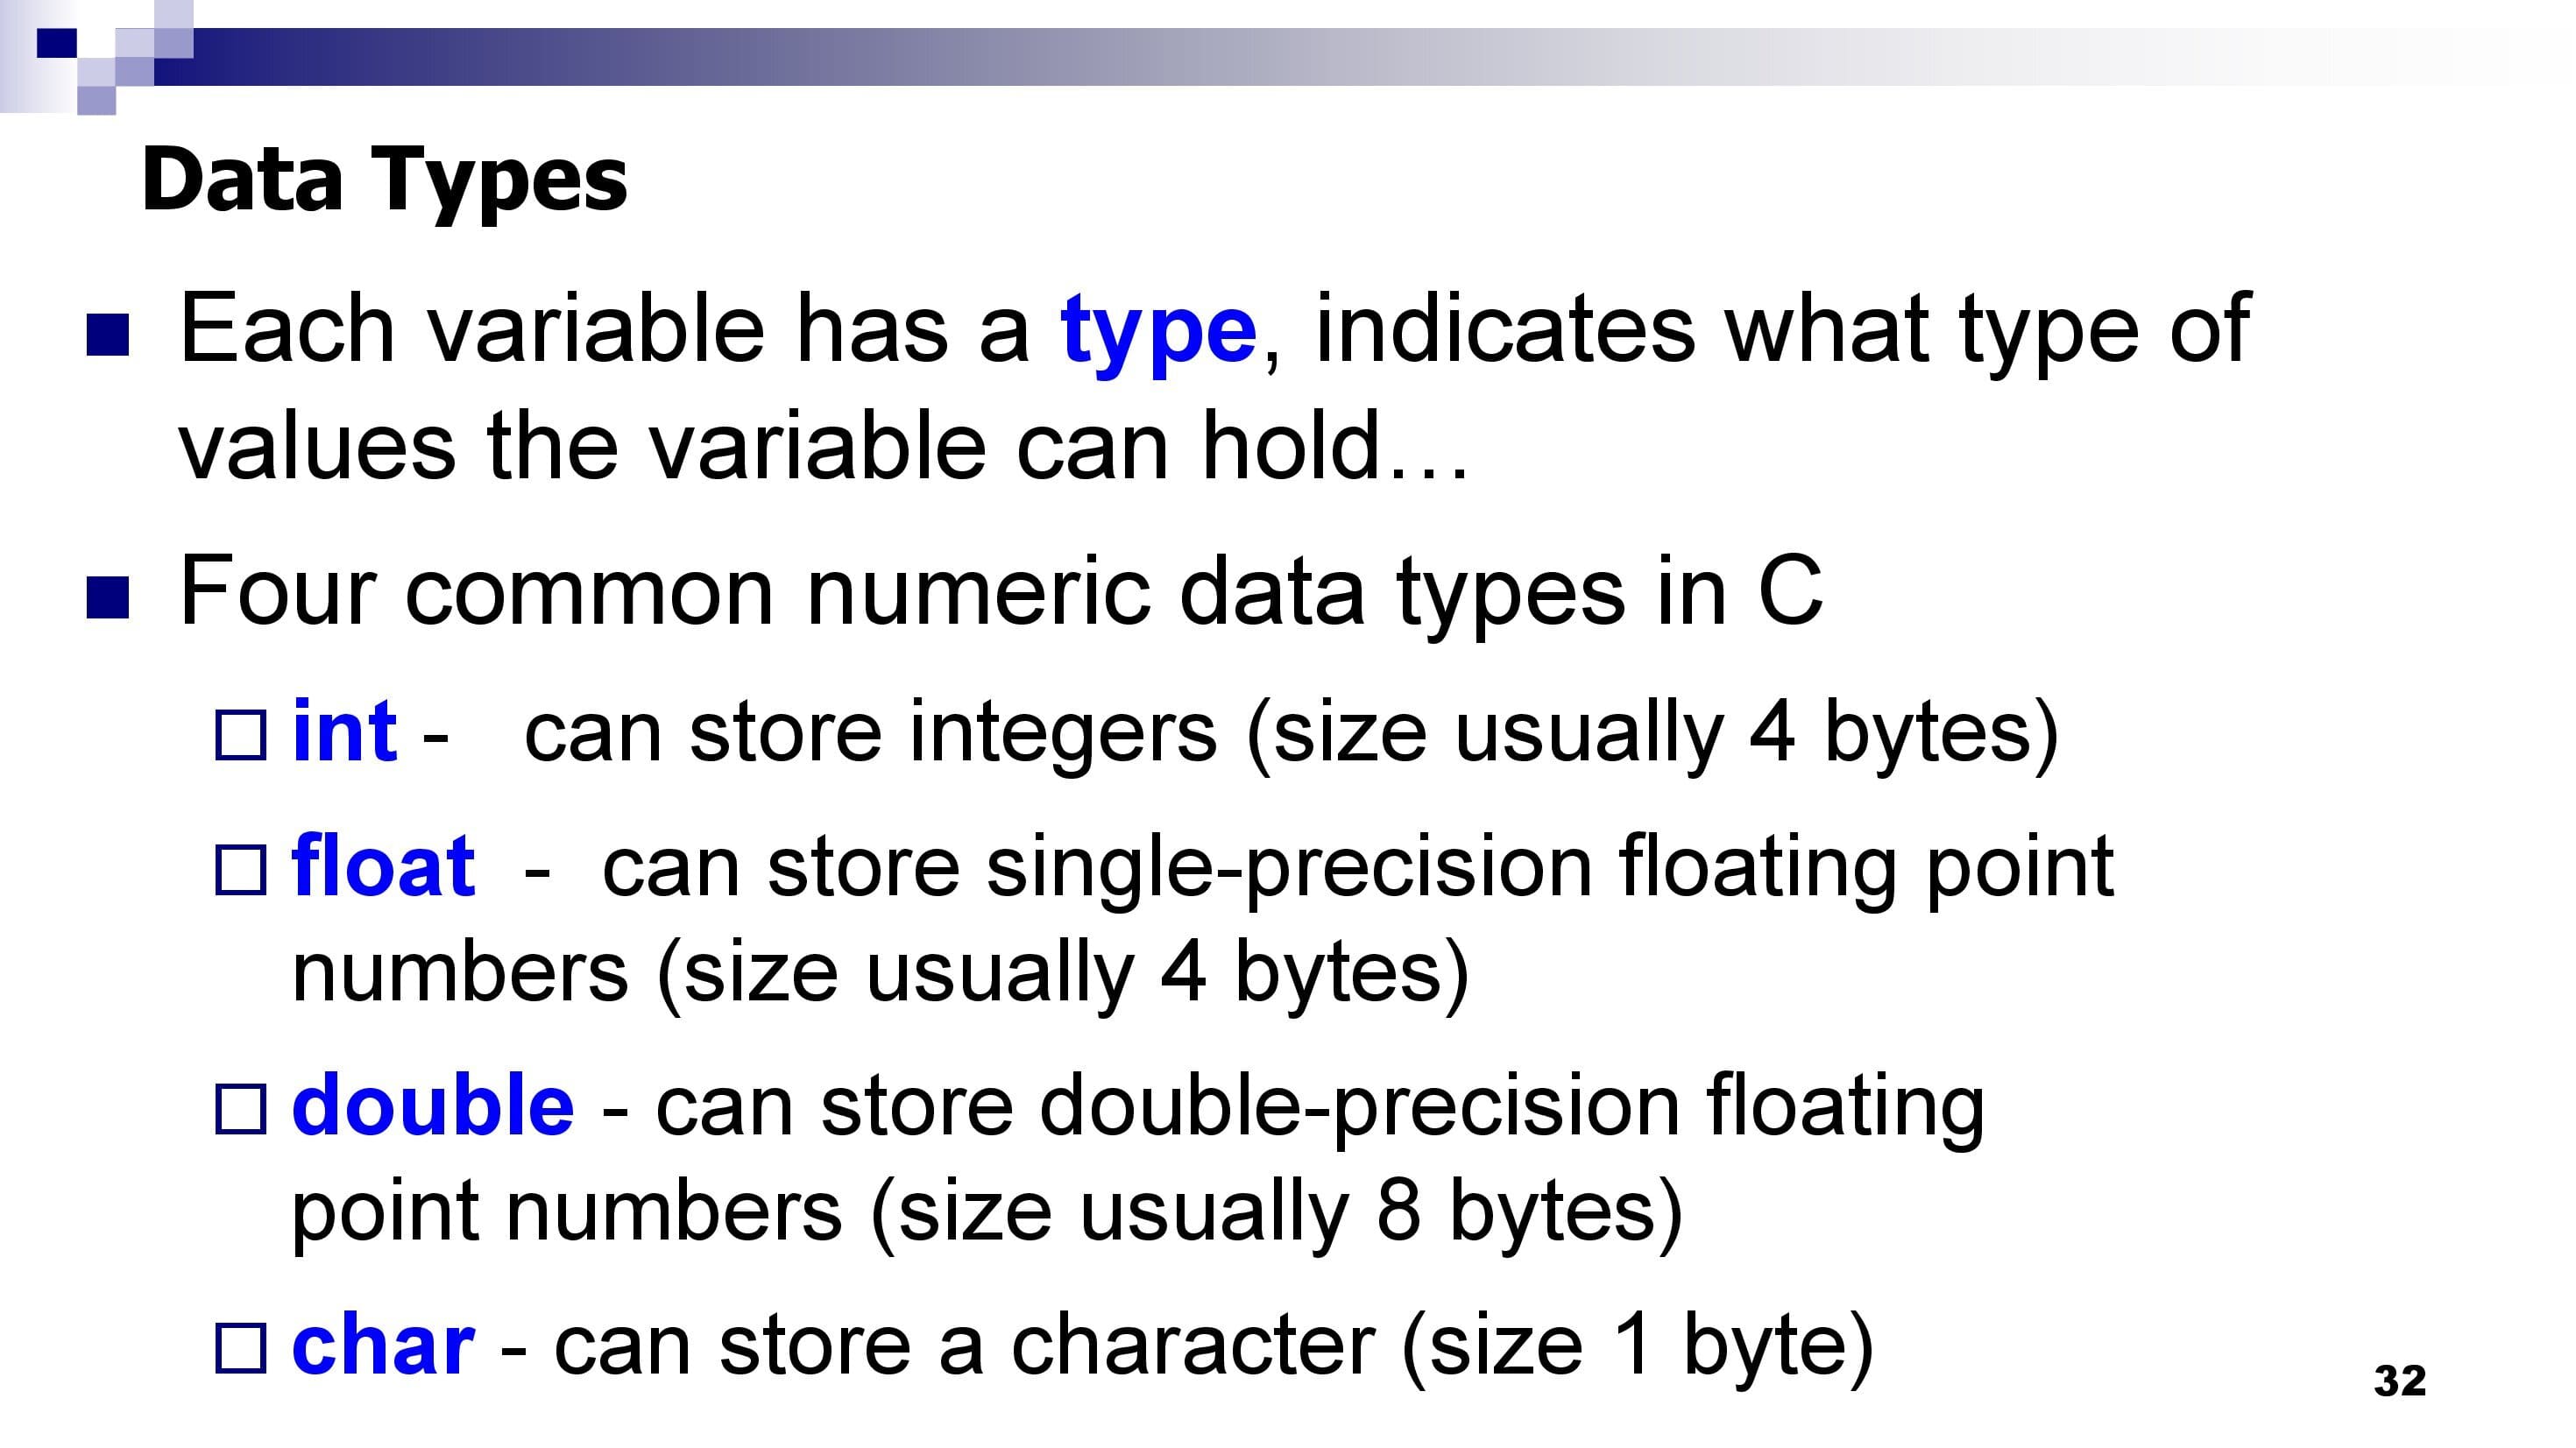 Data Types
Each variable has a type, indicates what type of
values the variable can hold…
Four common numeric data types in C
int - can store integers (size usually 4 bytes)
float - can store single-precision floating point
numbers (size usually 4 bytes)
double - can store double-precision floating
point numbers (size usually 8 bytes)
char - can store a character (size 1 byte)
32